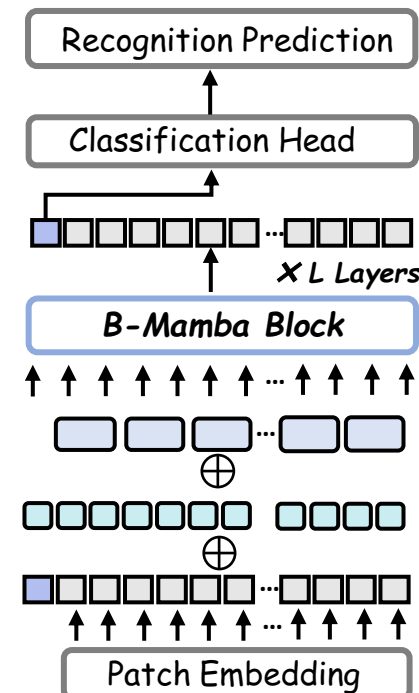 Recognition Prediction
Classification Head
...
× L Layers
B-Mamba Block
...
...
...
...
Patch Embedding